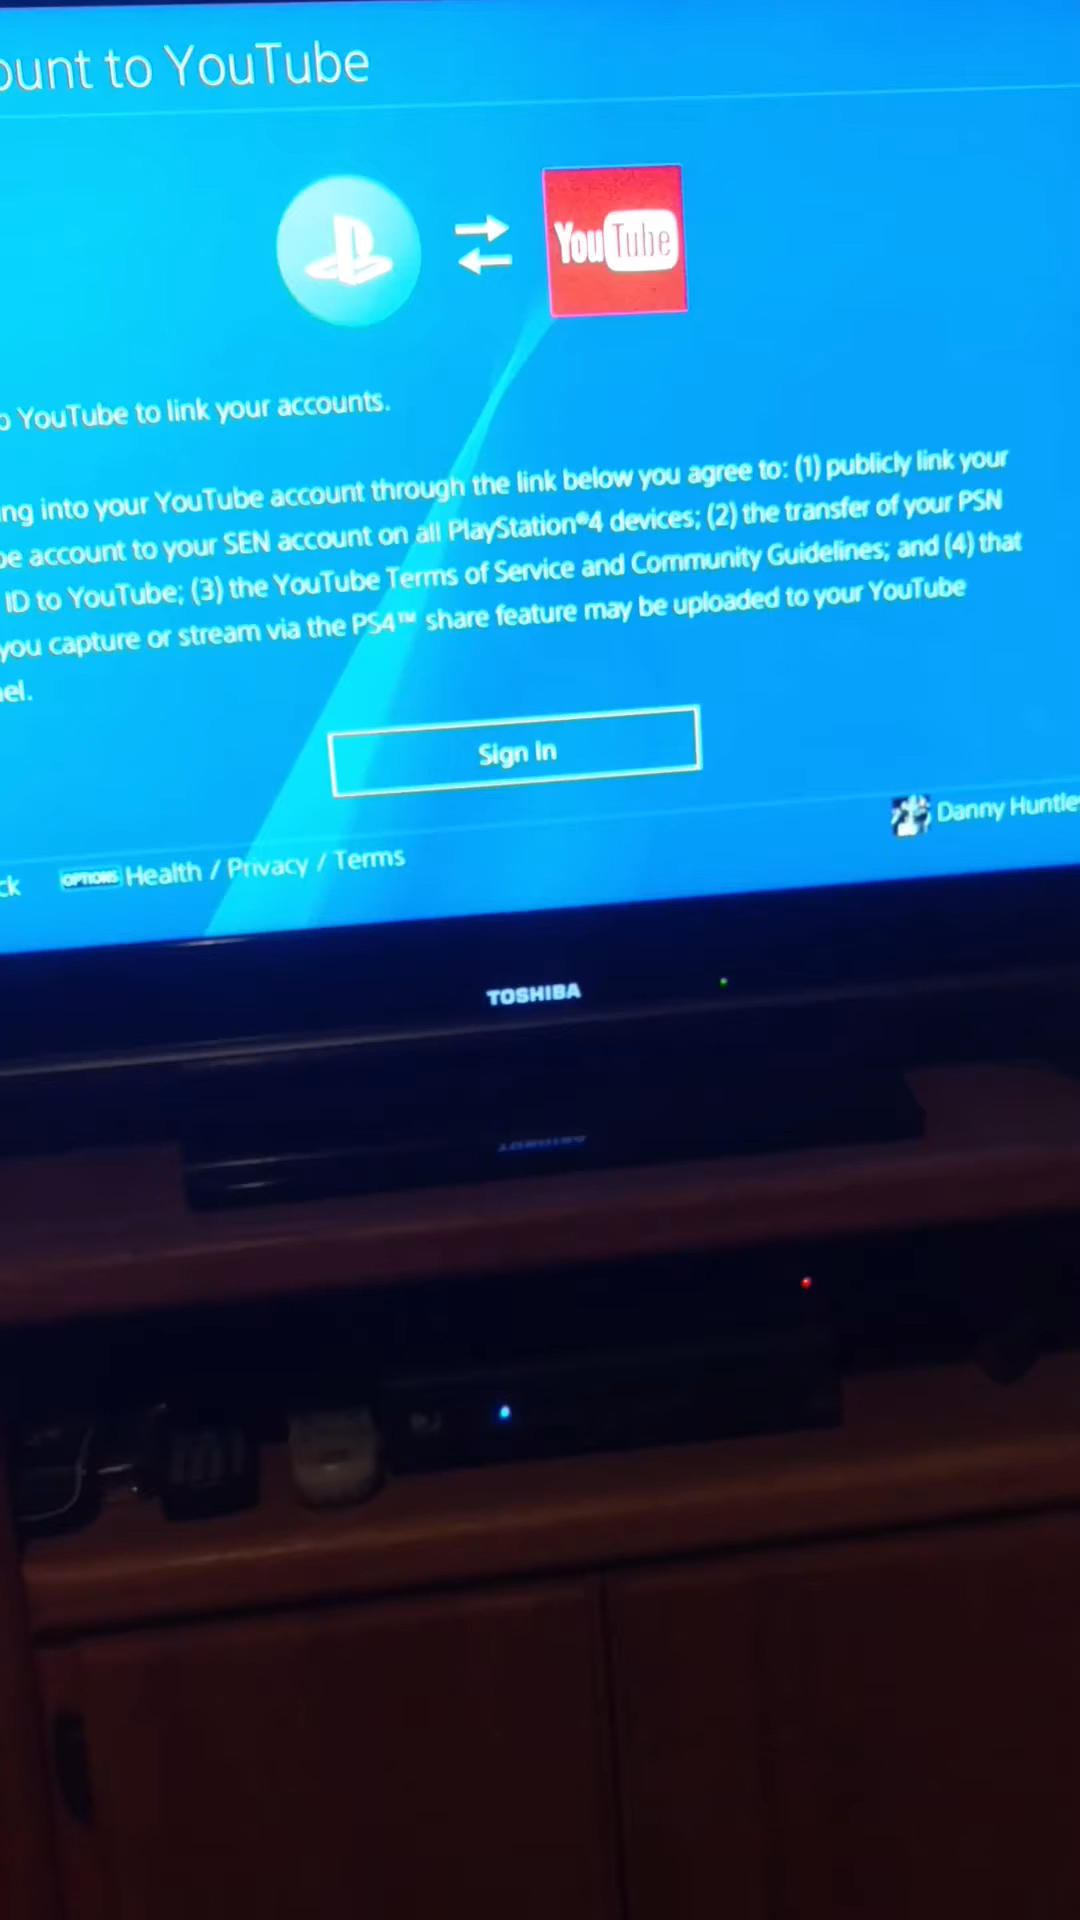 ount to YouTube
YouTube
YouTube to link your accounts.
ng into your YouTube account through the link below you agree to: (1) publicly link your
be account to your SEN account on all PlayStation®4 devices; (2) the transfer of your PSN
ID to YouTube; (3) the YouTube Terms of Service and Community Guidelines; and (4) that
you capture or stream via the PS4™ share feature may be uploaded to your YouTube
el.
Sign In
Danny Huntle
ck OPTIONS Health / Privacy / Terms
TOSHIBA